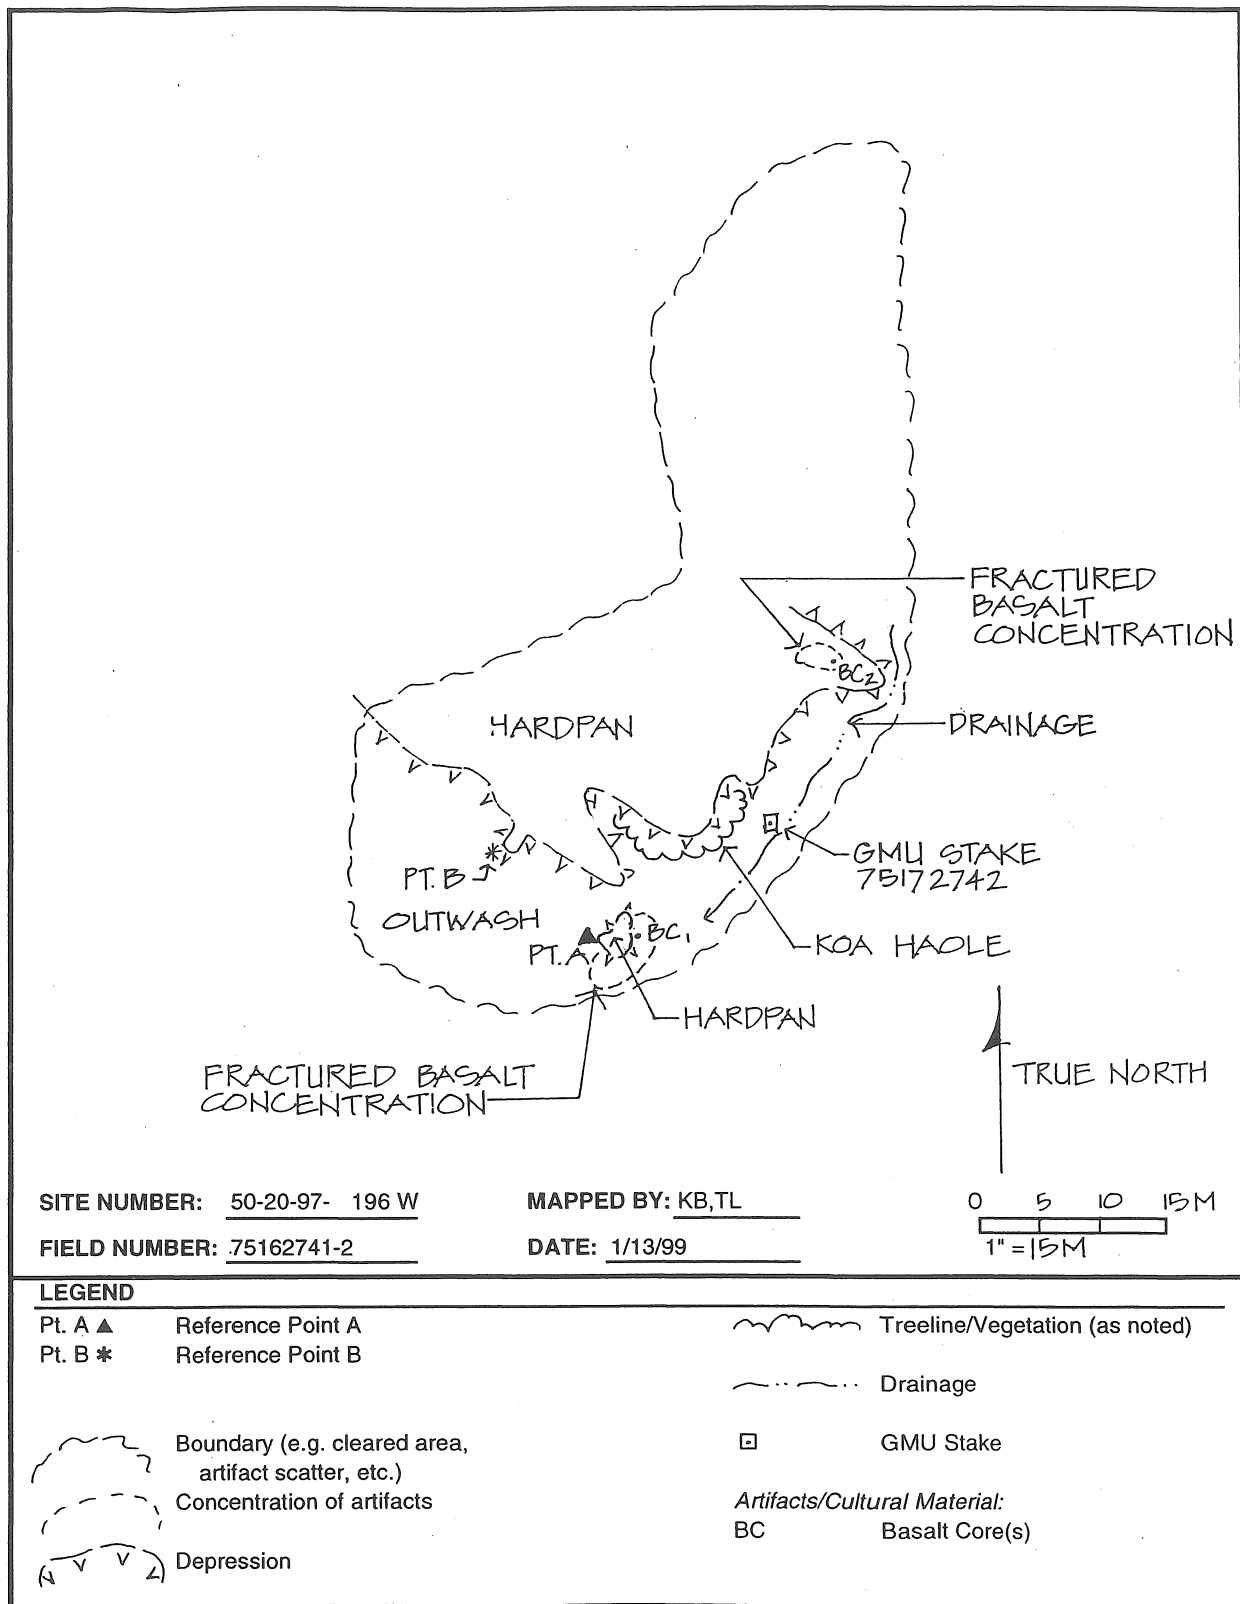 FRACTURED
BASALT
CONCENTRATION
BC2
HARDPAN
DRAINAGE
GMU STAKE
75172742
PT. B
OUTWASH
BC1
KOA HAOLE
PT. A
HARDPAN
FRACTURED BASALT
CONCENTRATION
TRUE NORTH
SITE NUMBER: 50-20-97- 196 W
MAPPED BY: KB,TL
0 5 10 15M
FIELD NUMBER: 75162741-2
DATE: 1/13/99
1" = 15M
LEGEND
Pt. A ▲ Reference Point A
Pt. B * Reference Point B
Boundary (e.g. cleared area,
artifact scatter, etc.)
Concentration of artifacts
Depression
Treeline/Vegetation (as noted)
Drainage
GMU Stake
Artifacts/Cultural Material:
BC Basalt Core(s)